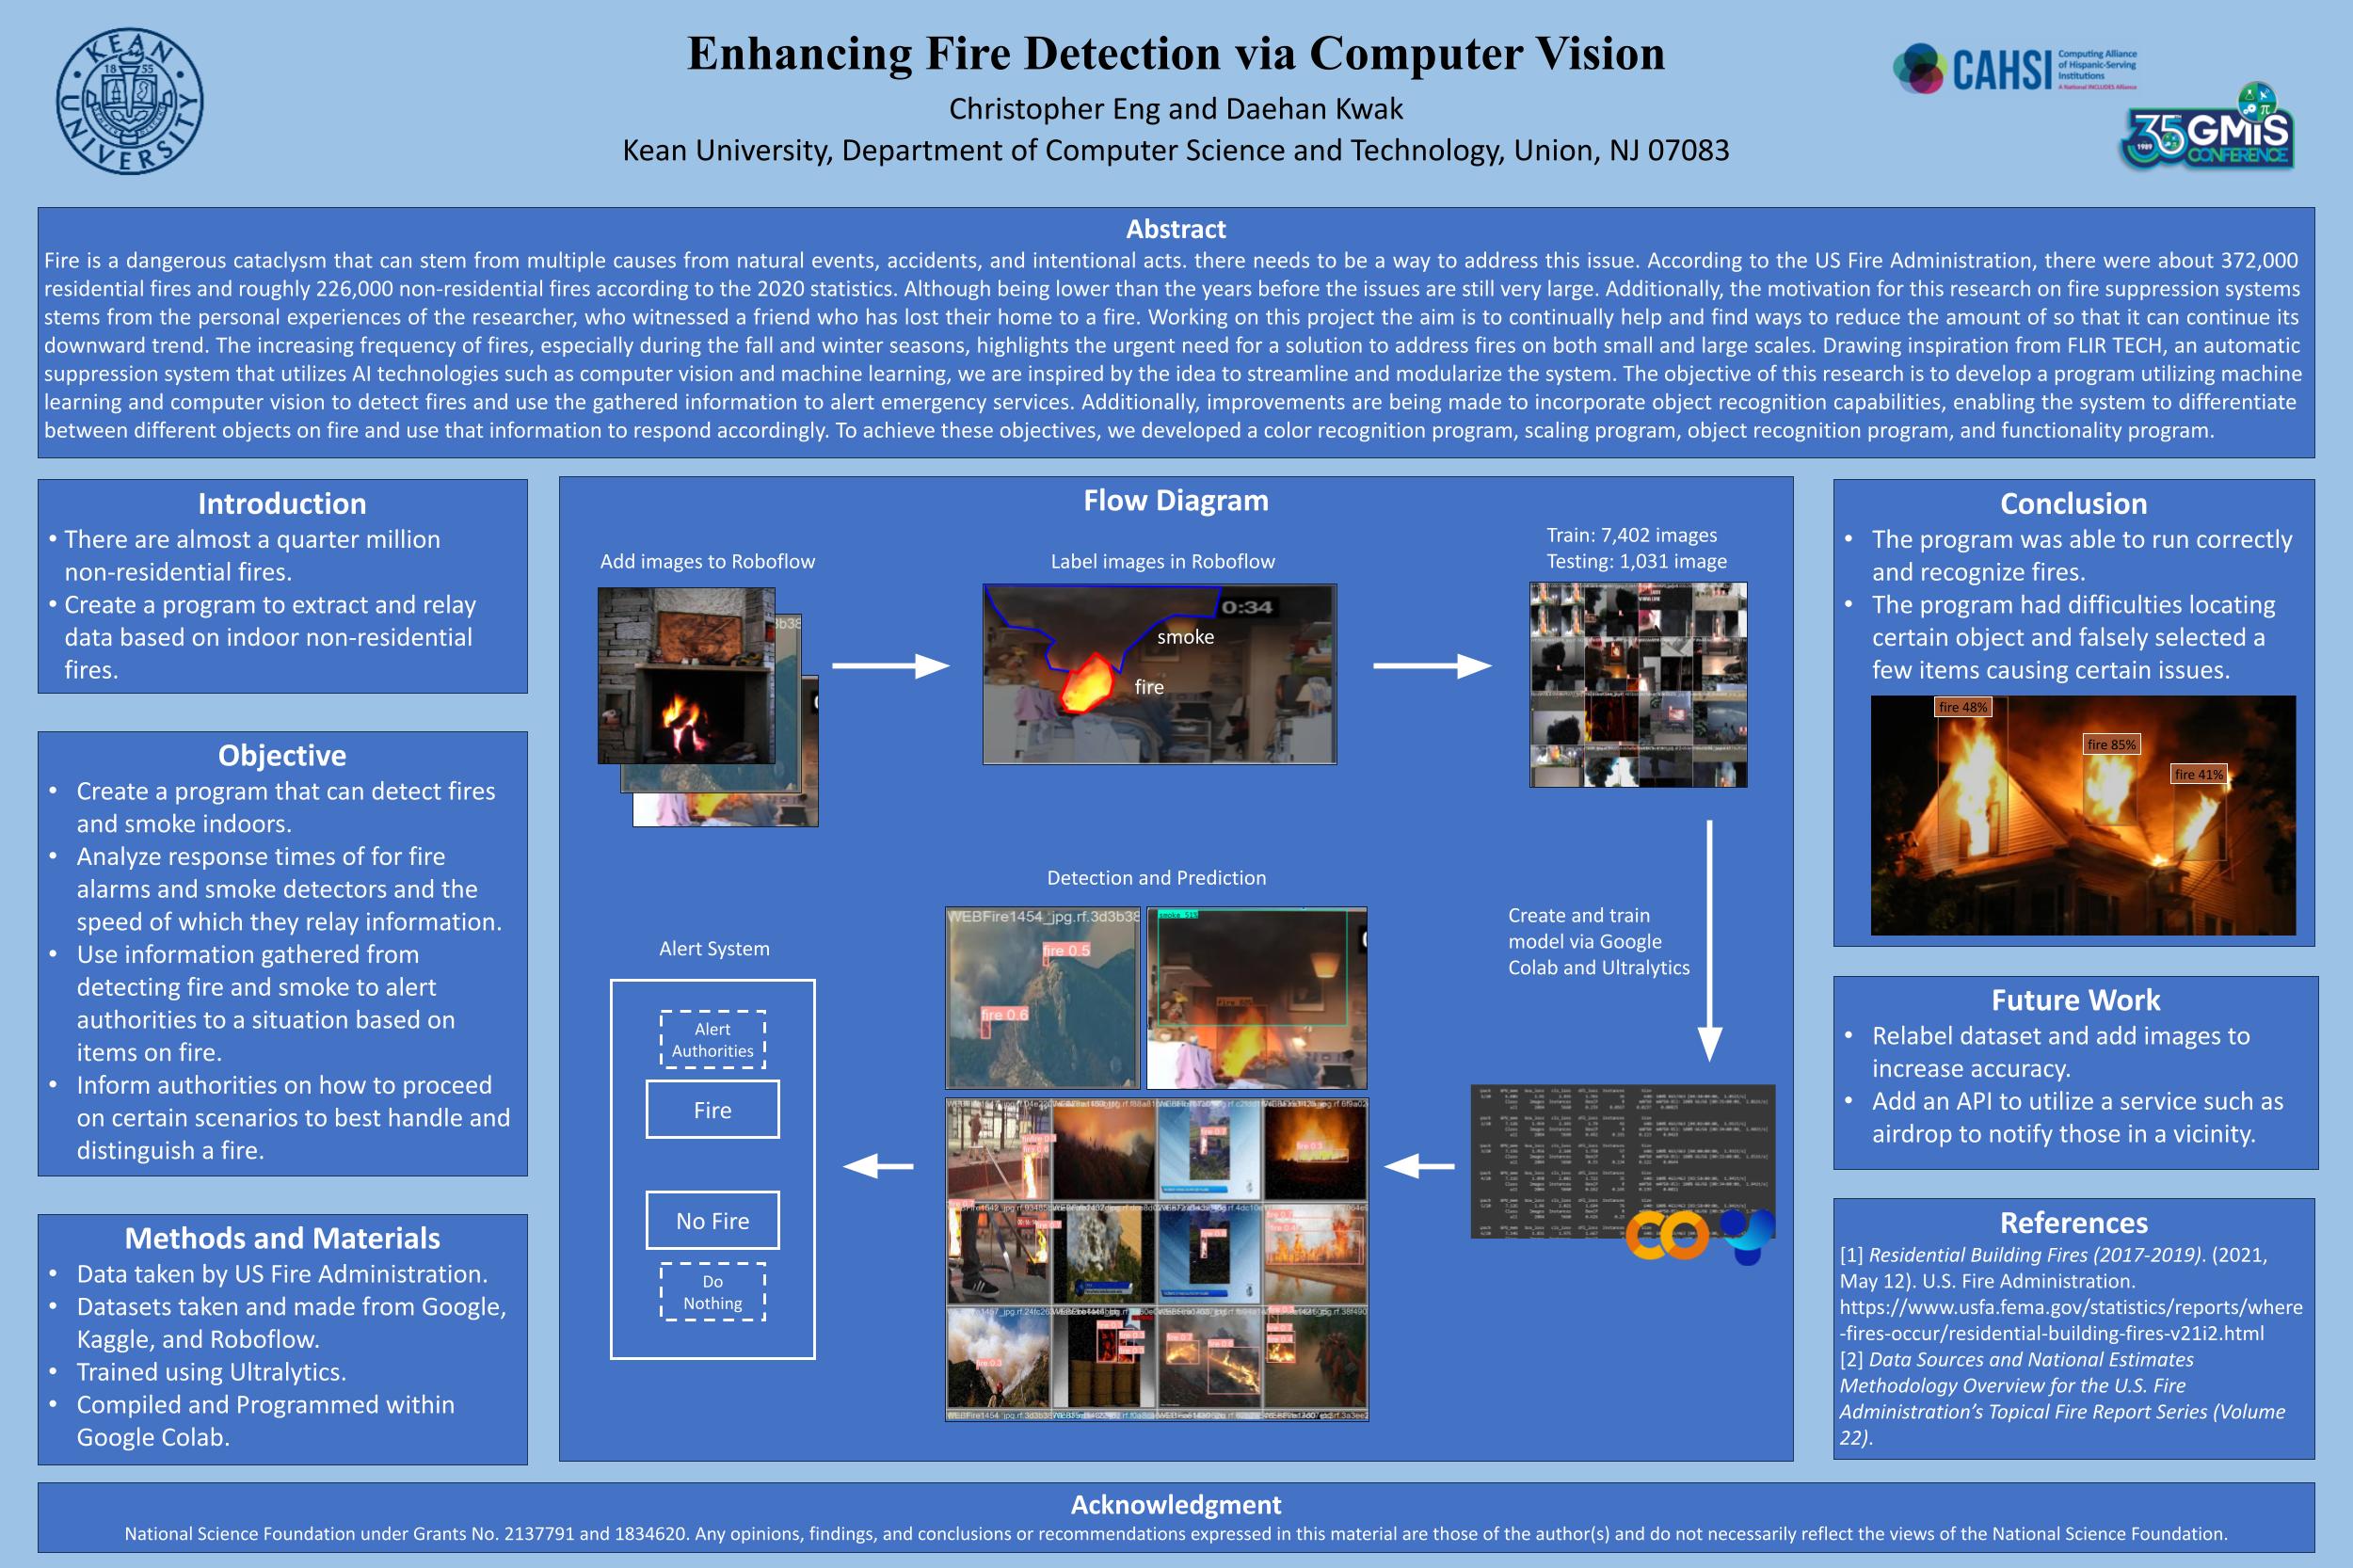 KEAN UNIVERSITY
18 55
Enhancing Fire Detection via Computer Vision
Christopher Eng and Daehan Kwak
Kean University, Department of Computer Science and Technology, Union, NJ 07083
CAHSI
Computing Alliance
of Hispanic-Serving
Institutions
A National INCLUDES Alliance
35 GMiS
1989
CONFERENCE
Abstract
Fire is a dangerous cataclysm that can stem from multiple causes from natural events, accidents, and intentional acts. there needs to be a way to address this issue. According to the US Fire Administration, there were about 372,000
residential fires and roughly 226,000 non-residential fires according to the 2020 statistics. Although being lower than the years before the issues are still very large. Additionally, the motivation for this research on fire suppression systems
stems from the personal experiences of the researcher, who witnessed a friend who has lost their home to a fire. Working on this project the aim is to continually help and find ways to reduce the amount of so that it can continue its
downward trend. The increasing frequency of fires, especially during the fall and winter seasons, highlights the urgent need for a solution to address fires on both small and large scales. Drawing inspiration from FLIR TECH, an automatic
suppression system that utilizes AI technologies such as computer vision and machine learning, we are inspired by the idea to streamline and modularize the system. The objective of this research is to develop a program utilizing machine
learning and computer vision to detect fires and use the gathered information to alert emergency services. Additionally, improvements are being made to incorporate object recognition capabilities, enabling the system to differentiate
between different objects on fire and use that information to respond accordingly. To achieve these objectives, we developed a color recognition program, scaling program, object recognition program, and functionality program.
Introduction
• There are almost a quarter million
non-residential fires.
• Create a program to extract and relay
data based on indoor non-residential
fires.
Objective
• Create a program that can detect fires
and smoke indoors.
• Analyze response times of for fire
alarms and smoke detectors and the
speed of which they relay information.
• Use information gathered from
detecting fire and smoke to alert
authorities to a situation based on
items on fire.
• Inform authorities on how to proceed
on certain scenarios to best handle and
distinguish a fire.
Methods and Materials
• Data taken by US Fire Administration.
• Datasets taken and made from Google,
Kaggle, and Roboflow.
• Trained using Ultralytics.
• Compiled and Programmed within
Google Colab.
Flow Diagram
Add images to Roboflow
3b38
Label images in Roboflow
0:34
smoke
fire
Train: 7,402 images
Testing: 1,031 image
Create and train
model via Google
Colab and Ultralytics
Detection and Prediction
WEBFire1454_jpg.rf.3d3b38
fire 0.5
fire 0.6
Alert System
Alert
Authorities
Fire
No Fire
Do
Nothing
Conclusion
• The program was able to run correctly
and recognize fires.
• The program had difficulties locating
certain object and falsely selected a
few items causing certain issues.
fire 48%
fire 85%
fire 41%
Future Work
• Relabel dataset and add images to
increase accuracy.
• Add an API to utilize a service such as
airdrop to notify those in a vicinity.
References
[1] Residential Building Fires (2017-2019). (2021,
May 12). U.S. Fire Administration.
https://www.usfa.fema.gov/statistics/reports/where
-fires-occur/residential-building-fires-v21i2.html
[2] Data Sources and National Estimates
Methodology Overview for the U.S. Fire
Administration's Topical Fire Report Series (Volume
22).
Acknowledgment
National Science Foundation under Grants No. 2137791 and 1834620. Any opinions, findings, and conclusions or recommendations expressed in this material are those of the author(s) and do not necessarily reflect the views of the National Science Foundation.